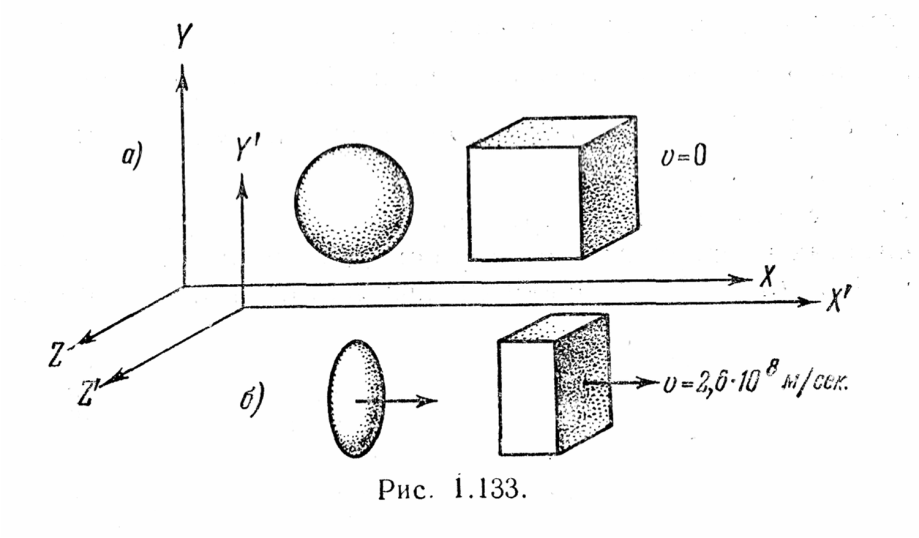 Y
а)
Y'
υ=0
X
X'
Z
Z'
б)
υ=2,6·10⁸ м/сек.
Рис. 1.133.